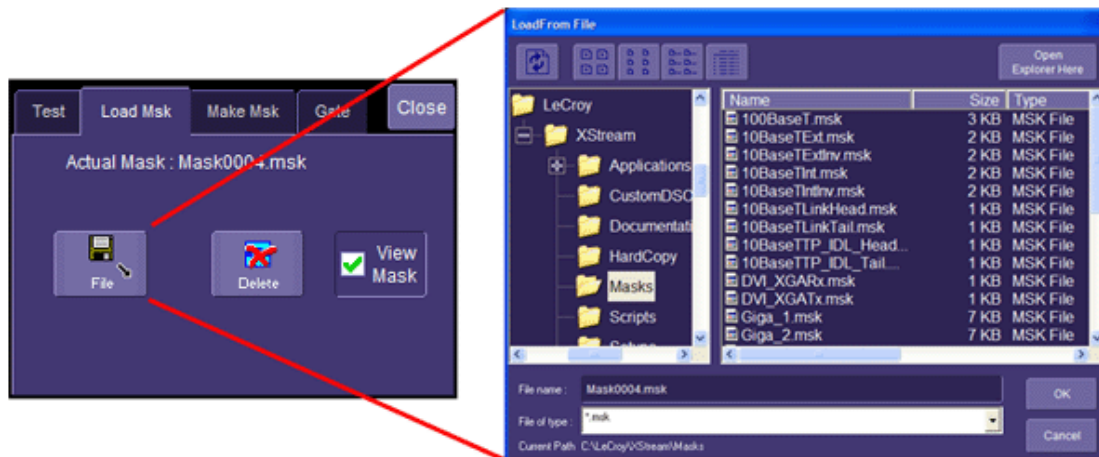 Test Load Msk Make Msk Gate Close
Actual Mask : Mask0004.msk
File
Delete
View
Mask
LoadFrom File
Open
Explorer Here
LeCroy
XStream
Applications
CustomDSO
Documentati
HardCopy
Masks
Scripts
Name Size Type
100BaseT.msk 3 KB MSK File
10BaseTExt.msk 2 KB MSK File
10BaseTExtInv.msk 2 KB MSK File
10BaseTInt.msk 2 KB MSK File
10BaseTIntInv.msk 2 KB MSK File
10BaseTLinkHead.msk 1 KB MSK File
10BaseTLinkTail.msk 1 KB MSK File
10BaseTTP_IDL_Head... 1 KB MSK File
10BaseTTP_IDL_Tail.... 1 KB MSK File
DVI_XGARx.msk 1 KB MSK File
DVI_XGATx.msk 1 KB MSK File
Giga_1.msk 7 KB MSK File
Giga_2.msk 7 KB MSK File
File name : Mask0004.msk
File of type : *.msk
Current Path C:\LeCroy\XStream\Masks
OK
Cancel